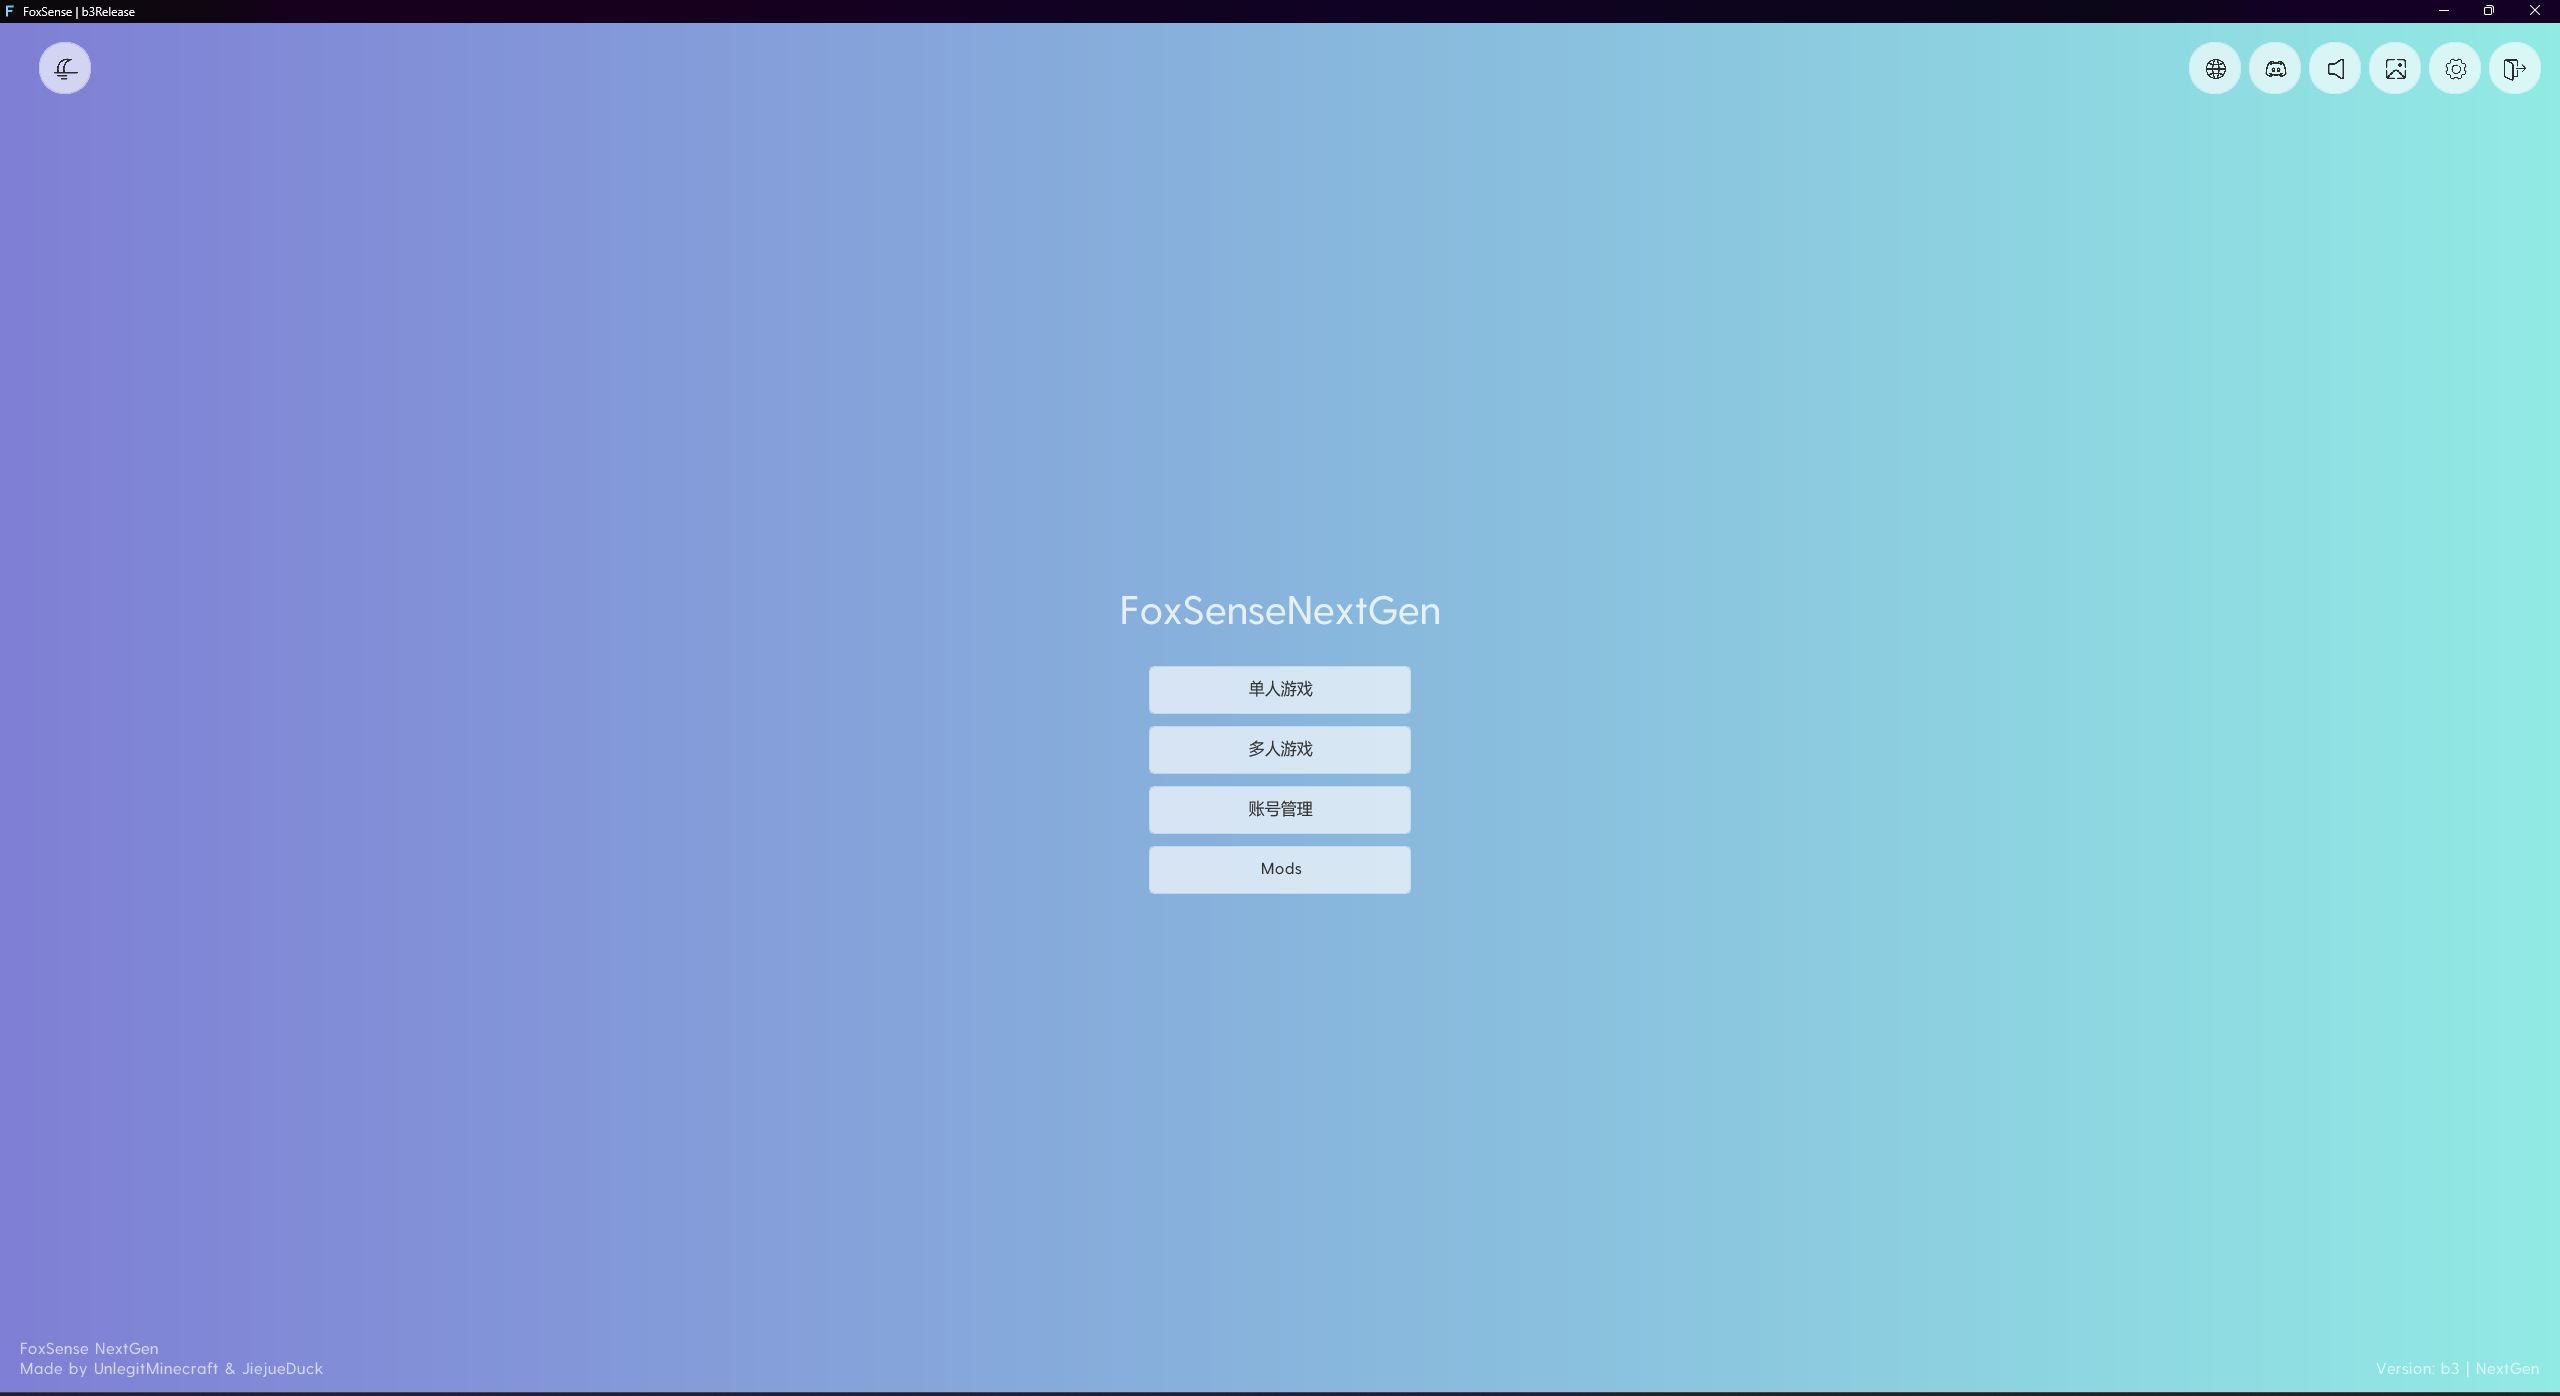 F FoxSense | b3Release
FoxSenseNextGen
单人游戏
多人游戏
账号管理
Mods
FoxSense NextGen
Made by UnlegitMinecraft & JiejueDuck
Version: b3 | NextGen